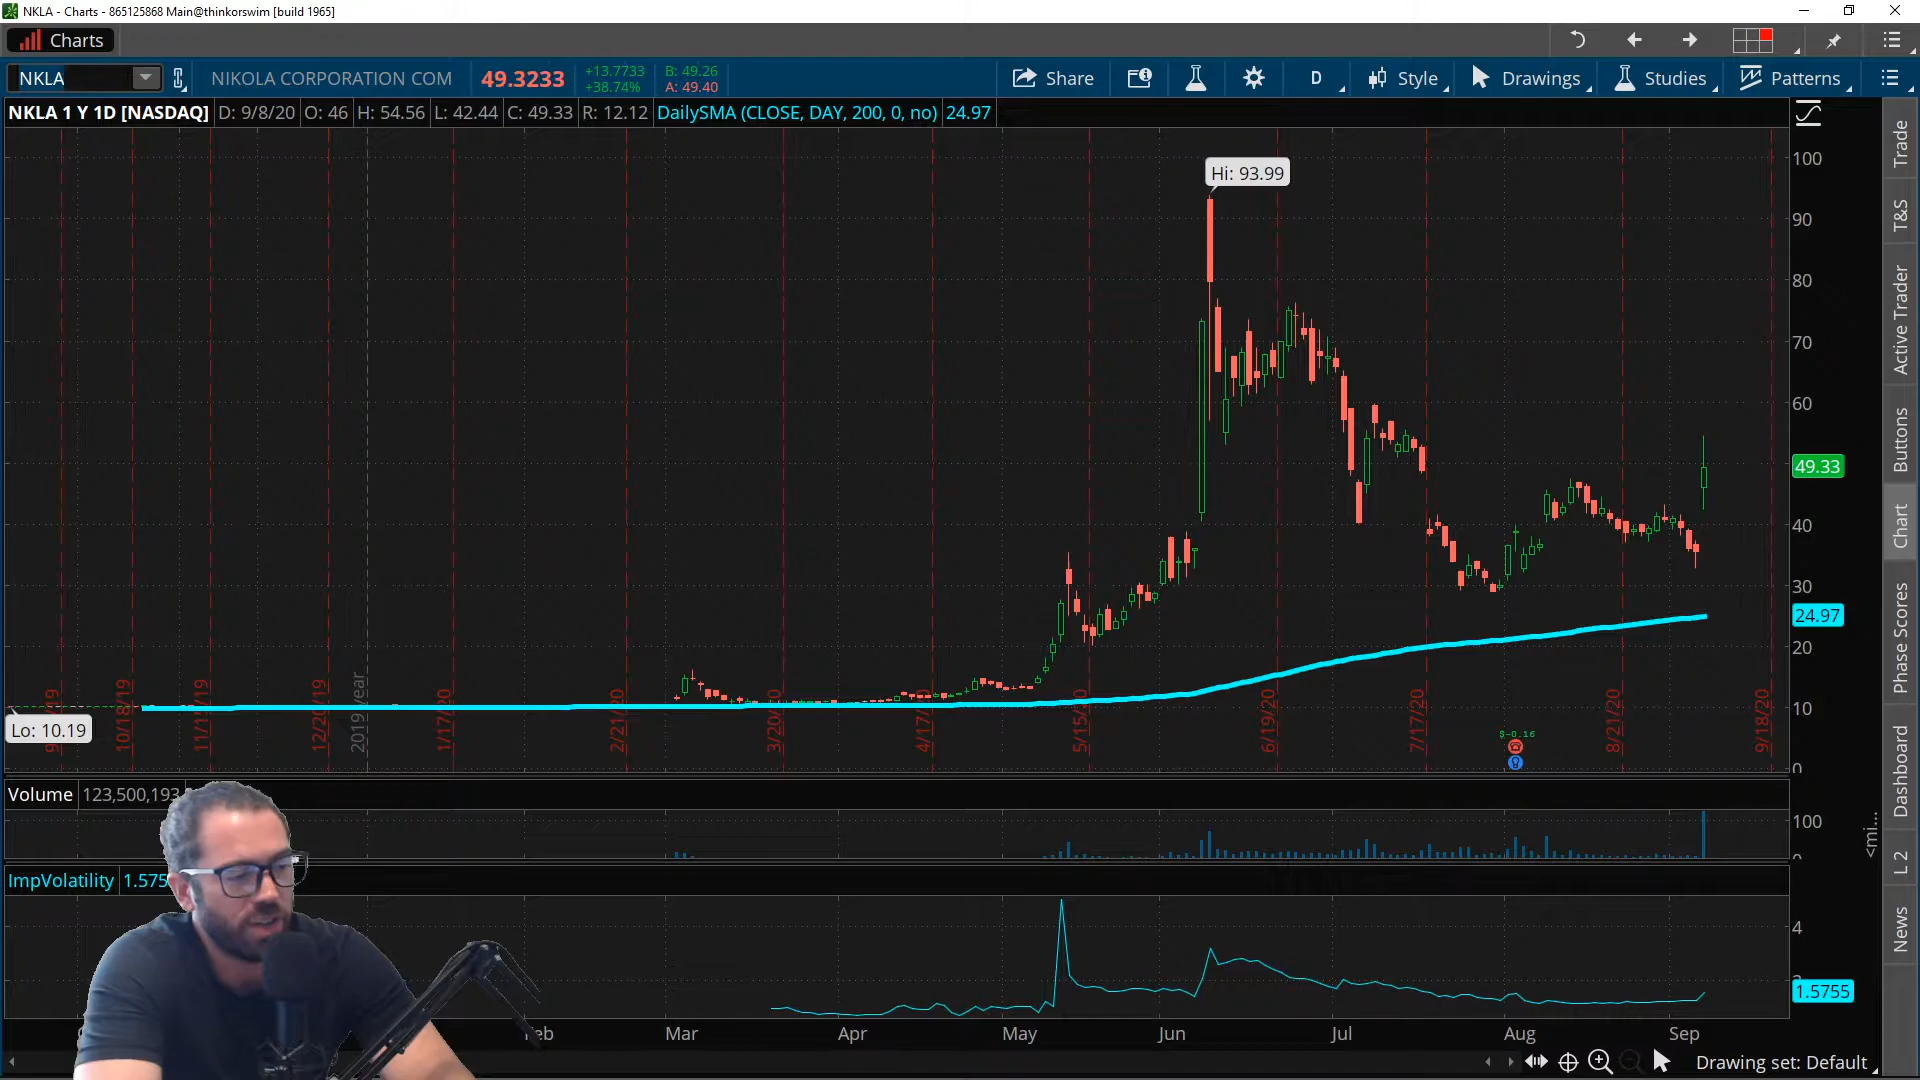 NKLA - Charts - 865125868 Main@thinkorswim [build 1965]
Charts
NKLA
NIKOLA CORPORATION COM
49.3233
+13.7733
+38.74%
B: 49.26
A: 49.40
Share
D
Style
Drawings
Studies
Patterns
NKLA 1 Y 1D [NASDAQ]
D: 9/8/20
O: 46
H: 54.56
L: 42.44
C: 49.33
R: 12.12
DailySMA (CLOSE, DAY, 200, 0, no)
24.97
Hi: 93.99
100
90
80
70
60
49.33
40
30
24.97
20
10
0
Lo: 10.19
10/18/19
11/15/19
12/20/19
2019 year
1/17/20
2/21/20
3/20/20
4/17/20
5/15/20
6/19/20
7/17/20
8/21/20
9/18/20
$-0.16
Volume
123,500,193
100
0
<mi...
ImpVolatility
1.575
4
1.5755
Mar
Apr
May
Jun
Jul
Aug
Sep
Drawing set: Default
Trade
T&S
Active Trader
Buttons
Chart
Phase Scores
Dashboard
L 2
News